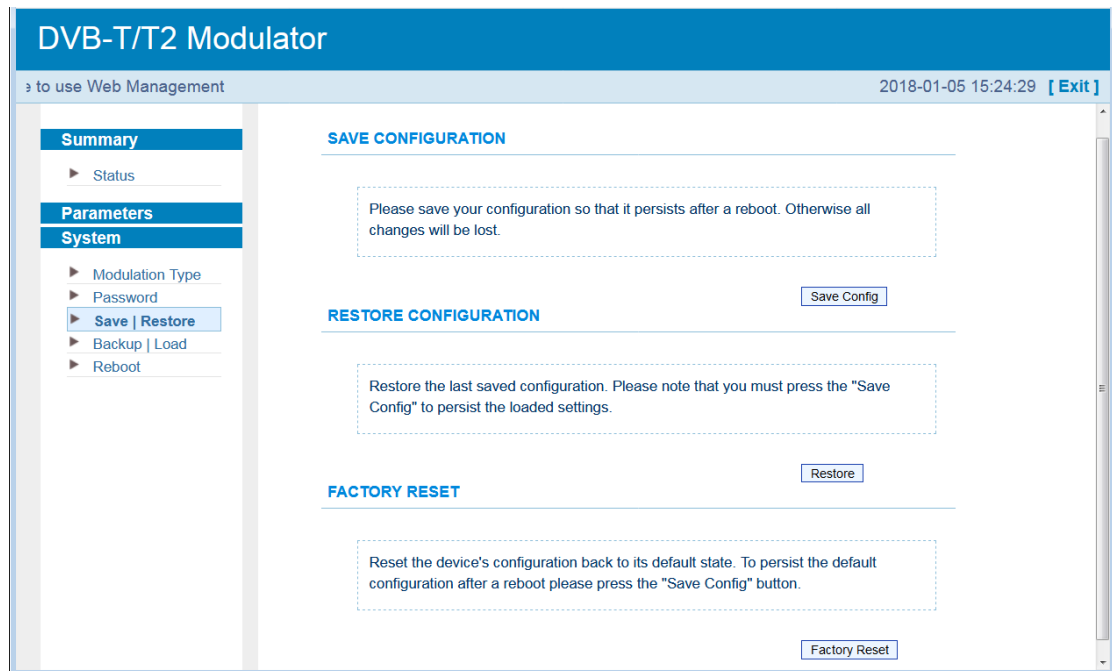 DVB-T/T2 Modulator
to use Web Management
2018-01-05 15:24:29 [ Exit ]
Summary
Status
Parameters
System
Modulation Type
Password
Save | Restore
Backup | Load
Reboot
SAVE CONFIGURATION
Please save your configuration so that it persists after a reboot. Otherwise all
changes will be lost.
Save Config
RESTORE CONFIGURATION
Restore the last saved configuration. Please note that you must press the "Save
Config" to persist the loaded settings.
Restore
FACTORY RESET
Reset the device's configuration back to its default state. To persist the default
configuration after a reboot please press the "Save Config" button.
Factory Reset